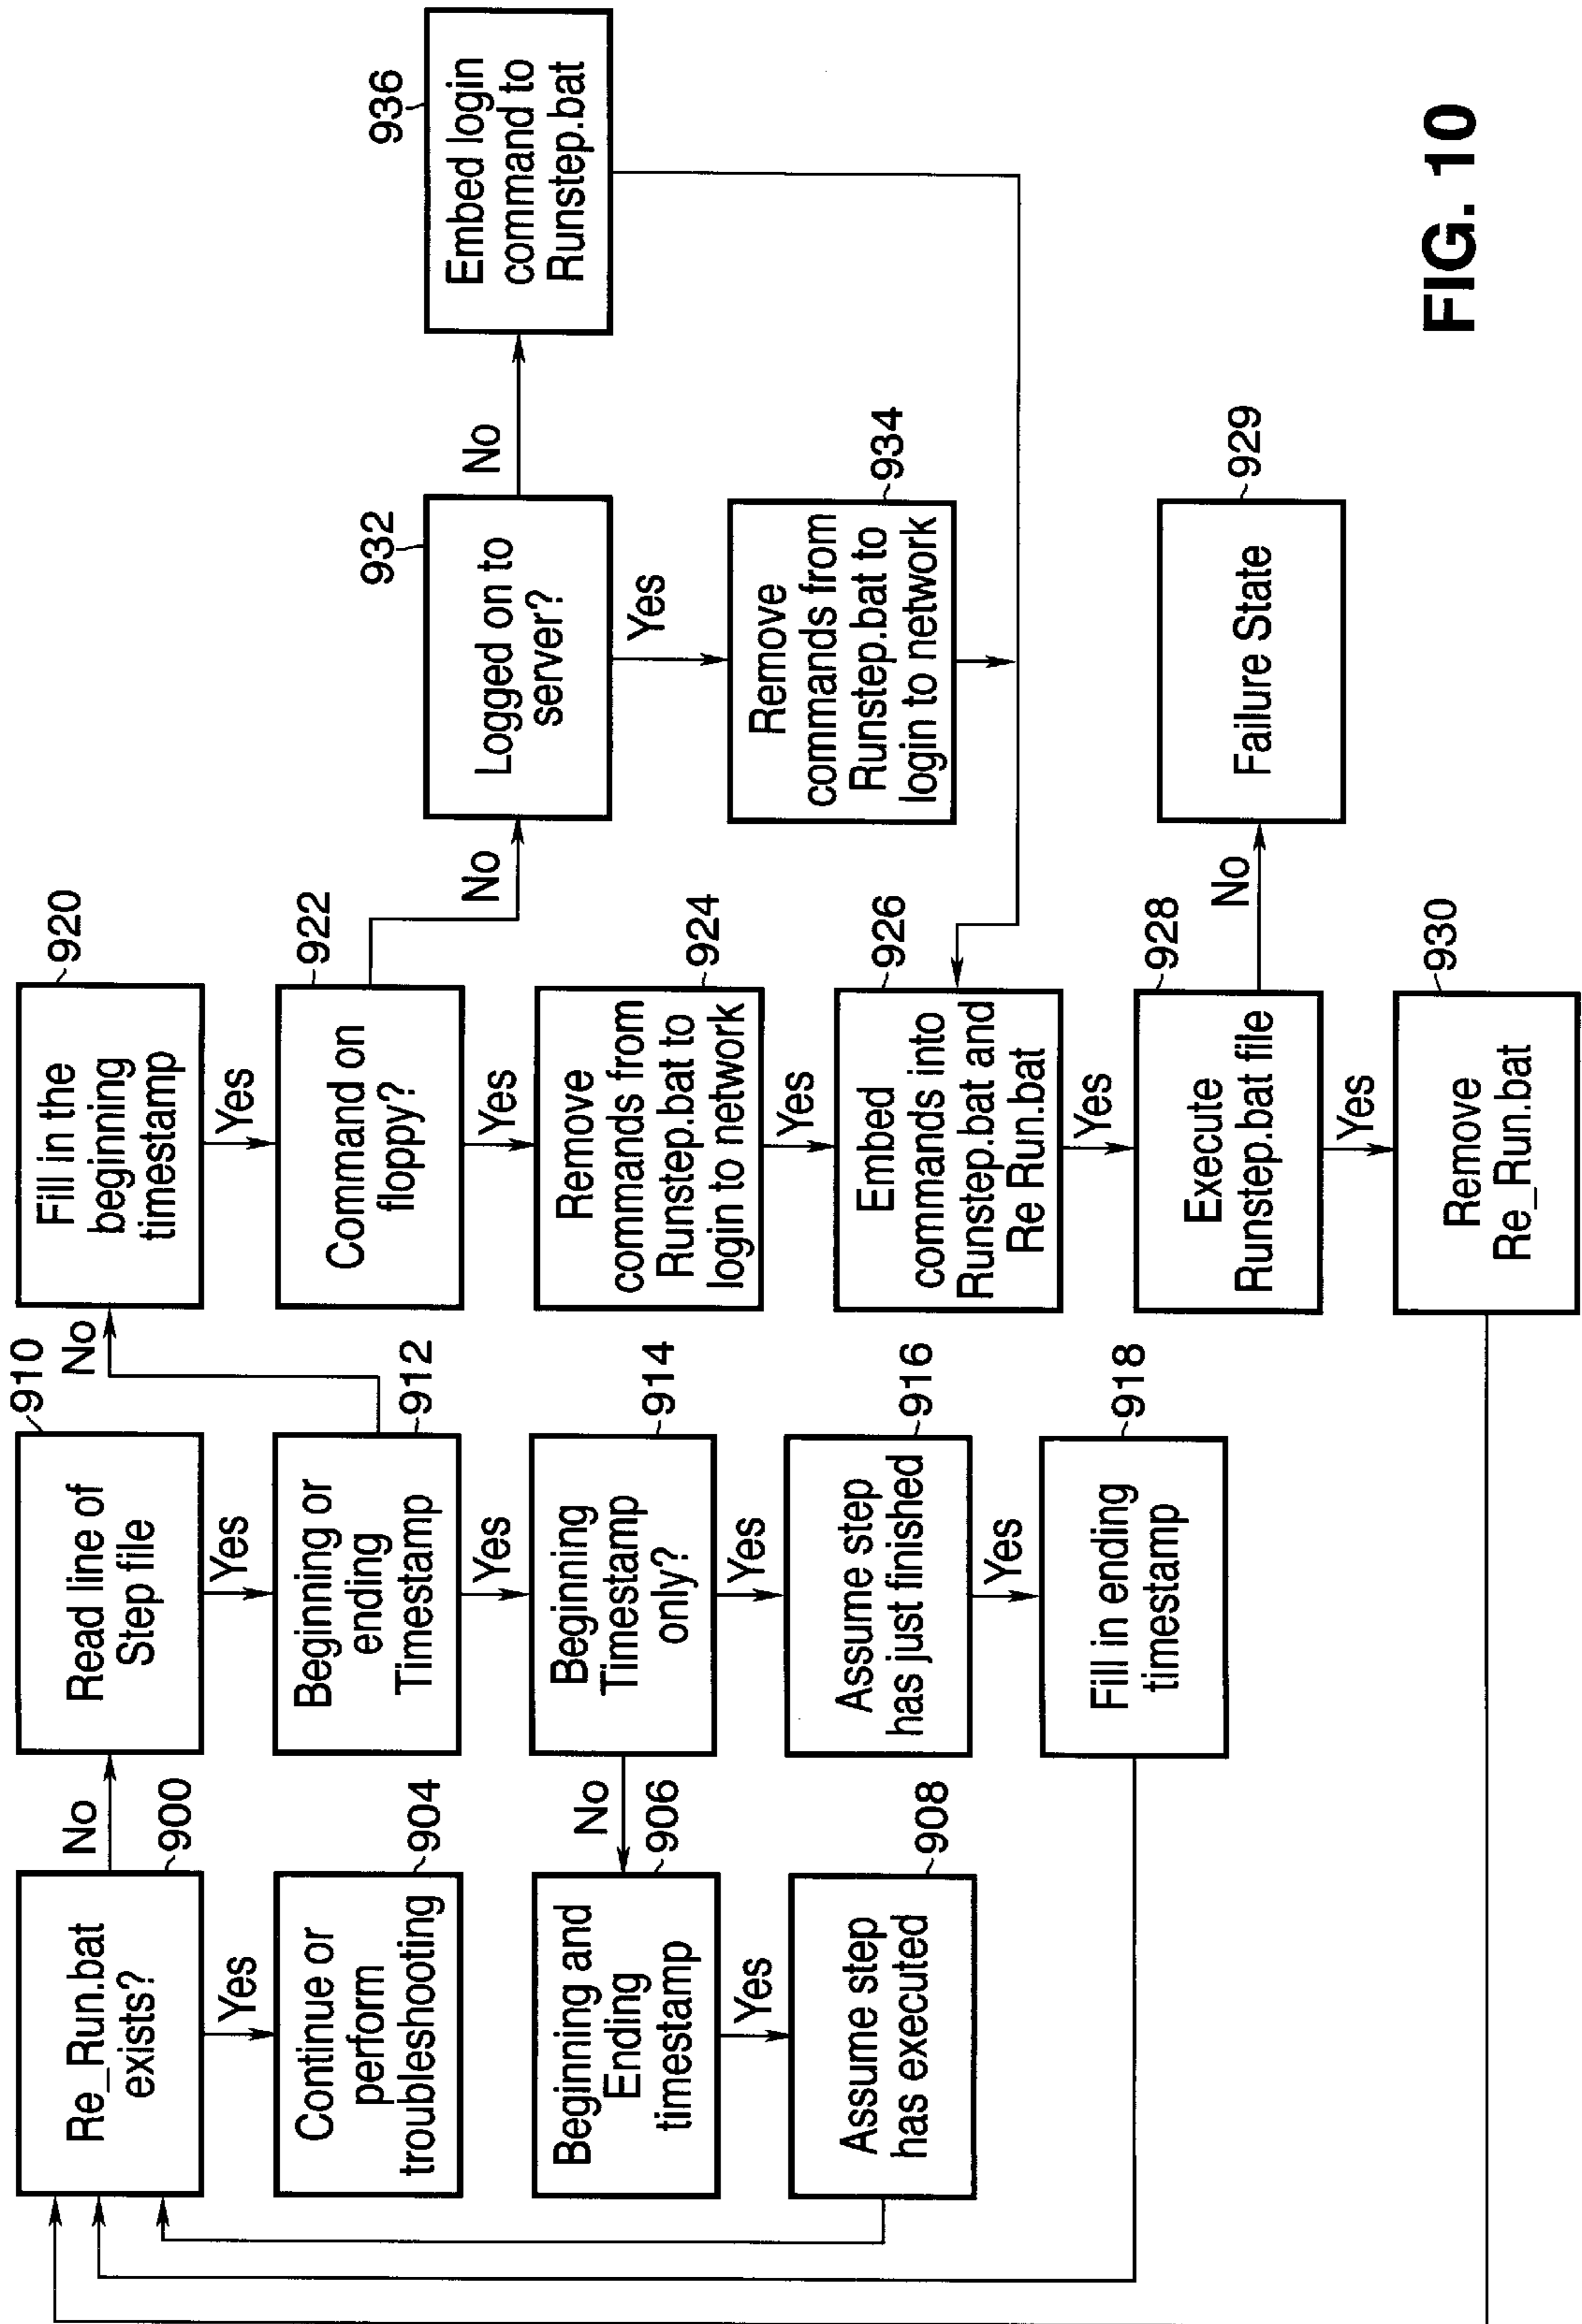 Re_Run.bat
exists?
900
No
Yes
Continue or
perform
troubleshooting
904
Beginning and
Ending
timestamp
906
Yes
Assume step
has executed
908
Read line of
Step file
910
Yes
Beginning or
ending
Timestamp
912
No
Yes
Beginning
Timestamp
only?
914
No
Yes
Assume step
has just finished
916
Yes
Fill in ending
timestamp
918
Fill in the
beginning
timestamp
920
Yes
Command on
floppy?
922
No
Yes
Remove
commands from
Runstep.bat to
login to network
924
Yes
Embed
commands into
Runstep.bat and
Re Run.bat
926
Yes
Execute
Runstep.bat file
928
No
Yes
Remove
Re_Run.bat
930
Logged on to
server?
932
No
Yes
Remove
commands from
Runstep.bat to
login to network
934
Failure State
929
Embed login
command to
Runstep.bat
936
FIG. 10